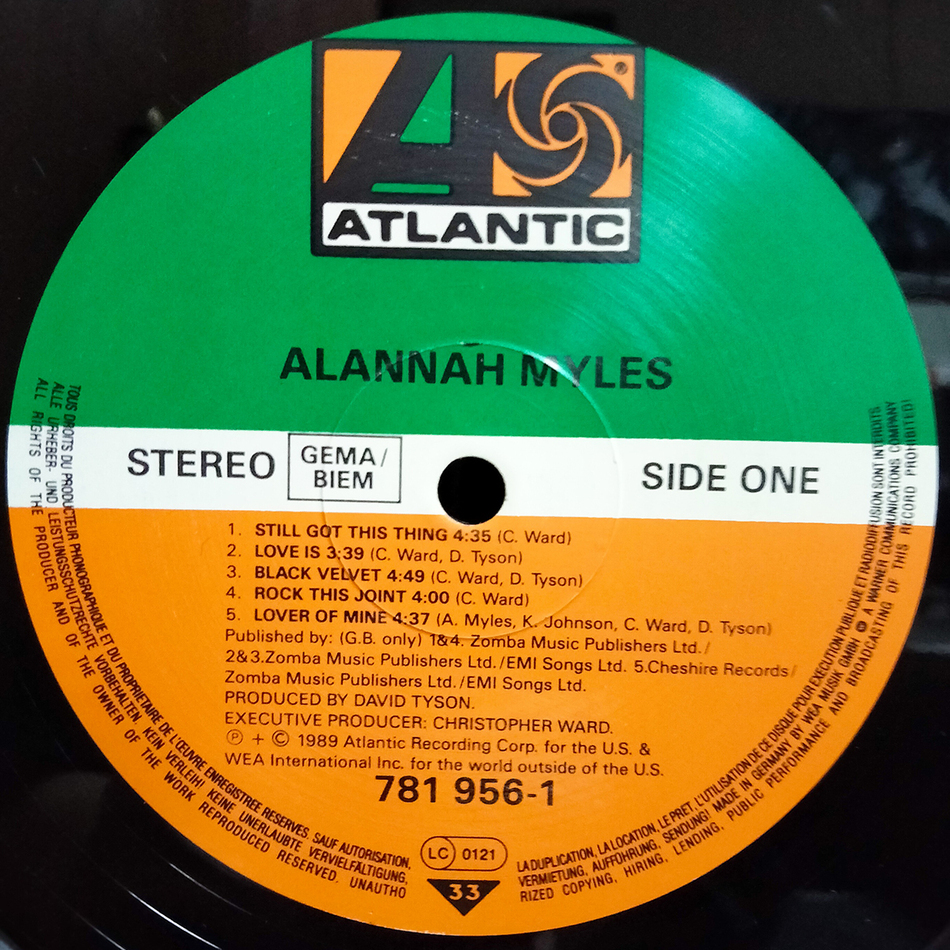 ATLANTIC
®
ALANNAH MYLES
STEREO
GEMA/
BIEM
SIDE ONE
1. STILL GOT THIS THING 4:35 (C. Ward)
2. LOVE IS 3:39 (C. Ward, D. Tyson)
3. BLACK VELVET 4:49 (C. Ward, D. Tyson)
4. ROCK THIS JOINT 4:00 (C. Ward)
5. LOVER OF MINE 4:37 (A. Myles, K. Johnson, C. Ward, D. Tyson)
Published by: (G.B. only) 1&4. Zomba Music Publishers Ltd./
2&3.Zomba Music Publishers Ltd./EMI Songs Ltd. 5.Cheshire Records/
Zomba Music Publishers Ltd./EMI Songs Ltd.
PRODUCED BY DAVID TYSON.
EXECUTIVE PRODUCER: CHRISTOPHER WARD.
℗ + © 1989 Atlantic Recording Corp. for the U.S. &
WEA International Inc. for the world outside of the U.S.
781 956-1
LC 0121
33
TOUS DROITS DU PRODUCTEUR PHONOGRAPHIQUE ET DU PROPRIETAIRE DE L'ŒUVRE ENREGISTREE RESERVES. SAUF AUTORISATION,
LA DUPLICATION, LA LOCATION, LE PRET, L'UTILISATION DE CE DISQUE POUR EXECUTION PUBLIQUE ET RADIODIFFUSION SONT INTERDITS.
ALLE URHEBER- UND LEISTUNGSSCHUTZRECHTE VORBEHALTEN. KEIN VERLEIH! KEINE UNERLAUBTE VERVIELFÄLTIGUNG,
VERMIETUNG, AUFFÜHRUNG, SENDUNG! MADE IN GERMANY BY WEA MUSIK GMBH A WARNER COMMUNICATIONS COMPANY
ALL RIGHTS OF THE PRODUCER AND OF THE OWNER OF THE WORK REPRODUCED RESERVED. UNAUTHO
RIZED COPYING, HIRING, LENDING, PUBLIC PERFORMANCE AND BROADCASTING OF THIS RECORD PROHIBITED!